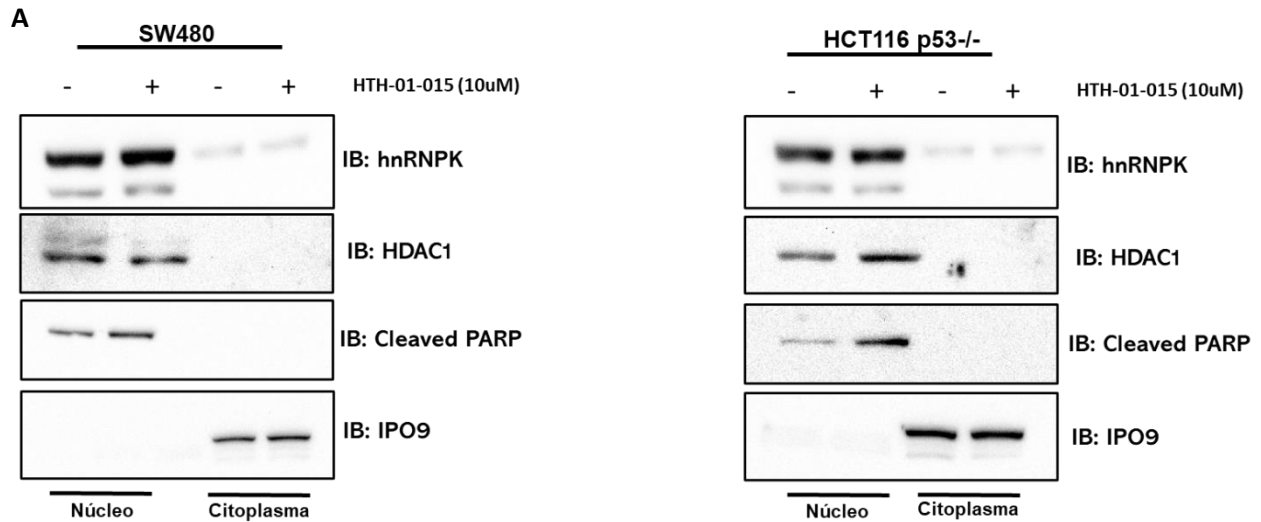 A
SW480
- + - + HTH-01-015 (10uM)
IB: hnRNPK
IB: HDAC1
IB: Cleaved PARP
IB: IPO9
Núcleo Citoplasma
HCT116 p53-/-
- + - + HTH-01-015 (10uM)
IB: hnRNPK
IB: HDAC1
IB: Cleaved PARP
IB: IPO9
Núcleo Citoplasma